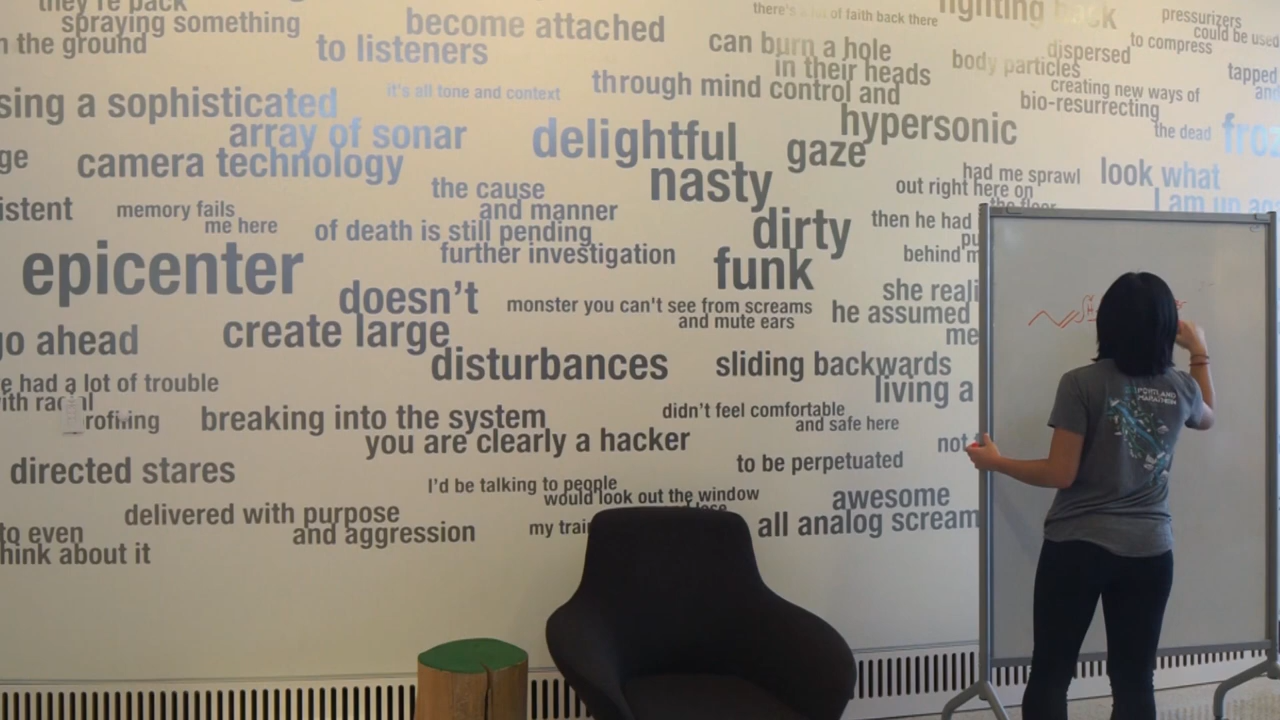 they're pack
spraying something
n the ground
become attached
to listeners
there's a lot of faith back there
fighting back
can burn a hole
in their heads
pressurizers
could be used
to compress
dispersed
body particles
tapped
and
creating new ways of
bio-resurrecting
the dead
froz
sing a sophisticated
array of sonar
camera technology
it's all tone and context
through mind control and
hypersonic
gaze
delightful
nasty
dirty
funk
ge
istent
memory fails
me here
the cause
and manner
of death is still pending
further investigation
had me sprawl
out right here on
the floor
look what
I am up ag
then he had
pu
behind m
epicenter
doesn't
create large
disturbances
monster you can't see from screams
and mute ears
she reali
he assumed
me
go ahead
sliding backwards
living a
e had a lot of trouble
ith racial
rofiling
breaking into the system
you are clearly a hacker
didn't feel comfortable
and safe here
not
directed stares
to be perpetuated
I'd be talking to people
would look out the window
and lose
my trai
awesome
all analog scream
delivered with purpose
and aggression
to even
hink about it
PORTLAND
MARATHON